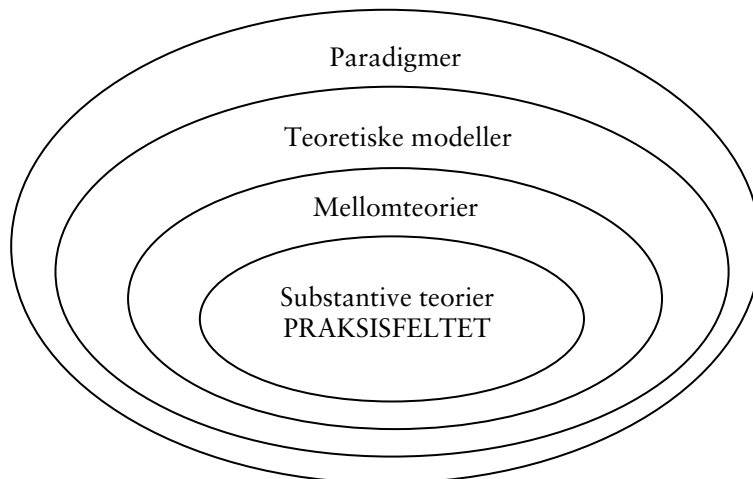 Paradigmer
Teoretiske modeller
Mellomteorier
Substantive teorier
PRAKSISFELTET